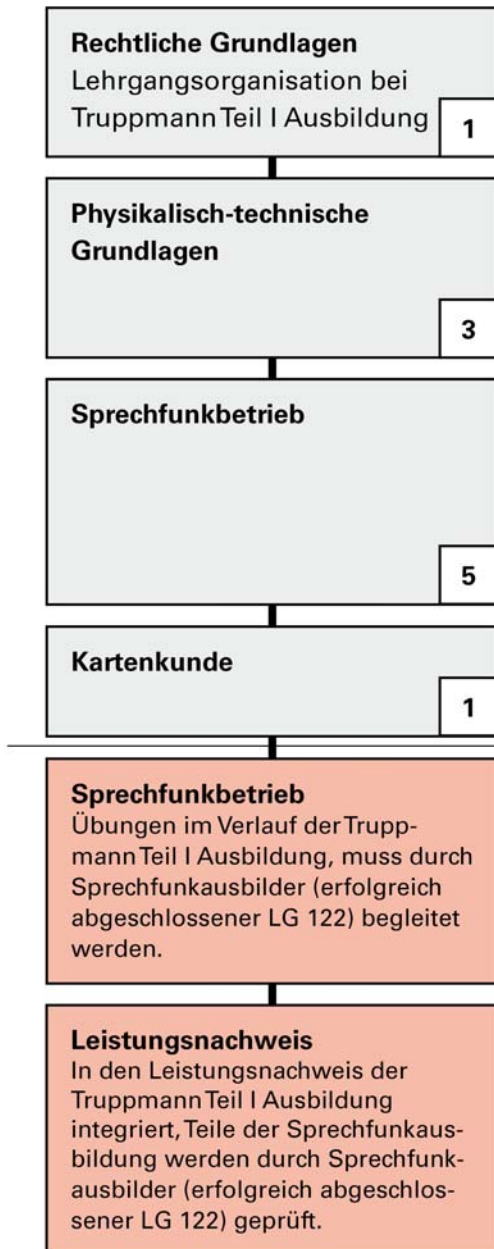 Rechtliche Grundlagen
Lehrgangsorganisation bei
Truppmann Teil I Ausbildung
1
Physikalisch-technische
Grundlagen
3
Sprechfunkbetrieb
5
Kartenkunde
1
Sprechfunkbetrieb
Übungen im Verlauf der Trupp-
mann Teil I Ausbildung, muss durch
Sprechfunkausbilder (erfolgreich
abgeschlossener LG 122) begleitet
werden.
Leistungsnachweis
In den Leistungsnachweis der
Truppmann Teil I Ausbildung
integriert, Teile der Sprechfunkaus-
bildung werden durch Sprechfunk-
ausbilder (erfolgreich abgeschlos-
sener LG 122) geprüft.